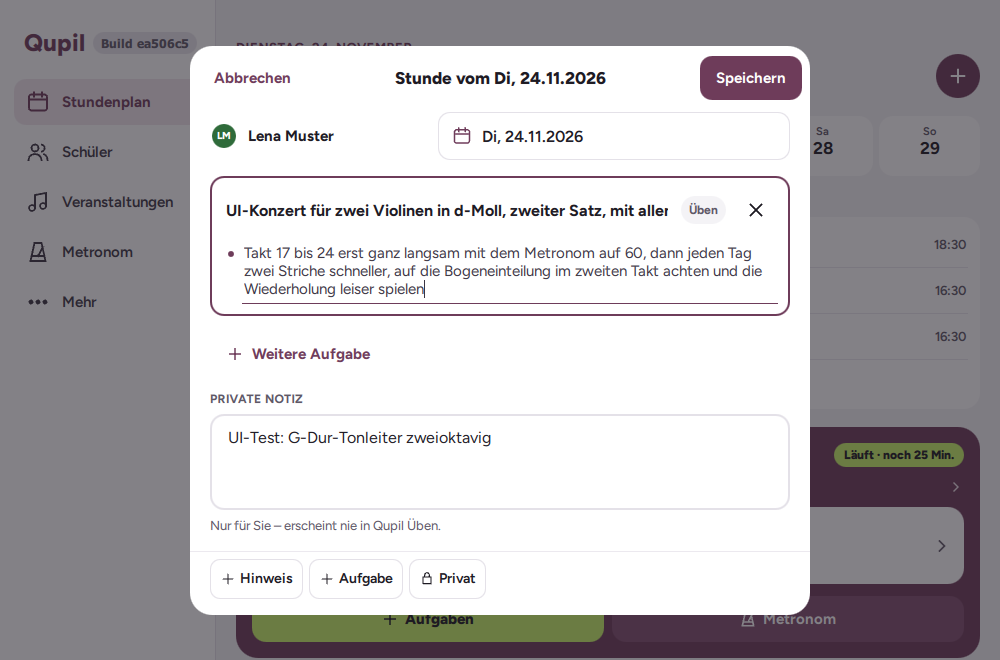 Qupil Build ea506c5
Stundenplan
Schüler
Veranstaltungen
Metronom
Mehr
Abbrechen
Stunde vom Di, 24.11.2026
Speichern
LM Lena Muster
Di, 24.11.2026
UI-Konzert für zwei Violinen in d-Moll, zweiter Satz, mit aller
Üben
Takt 17 bis 24 erst ganz langsam mit dem Metronom auf 60, dann jeden Tag
zwei Striche schneller, auf die Bogeneinteilung im zweiten Takt achten und die
Wiederholung leiser spielen
Weitere Aufgabe
PRIVATE NOTIZ
UI-Test: G-Dur-Tonleiter zweioktavig
Nur für Sie – erscheint nie in Qupil Üben.
Hinweis
Aufgabe
Privat
Sa
28
So
29
18:30
16:30
16:30
Läuft · noch 25 Min.
Aufgaben
Metronom